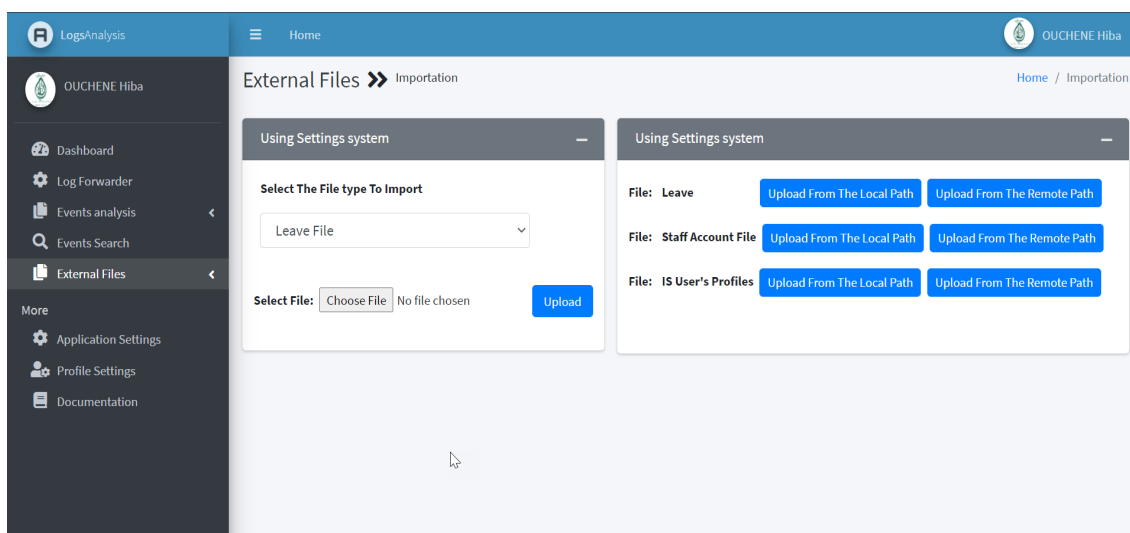 LogsAnalysis
Home
OUCHENE Hiba
OUCHENE Hiba
Dashboard
Log Forwarder
Events analysis
Events Search
External Files
More
Application Settings
Profile Settings
Documentation
External Files Importation
Home / Importation
Using Settings system
Select The File type To Import
Leave File
Select File: Choose File No file chosen Upload
Using Settings system
File: Leave Upload From The Local Path Upload From The Remote Path
File: Staff Account File Upload From The Local Path Upload From The Remote Path
File: IS User's Profiles Upload From The Local Path Upload From The Remote Path